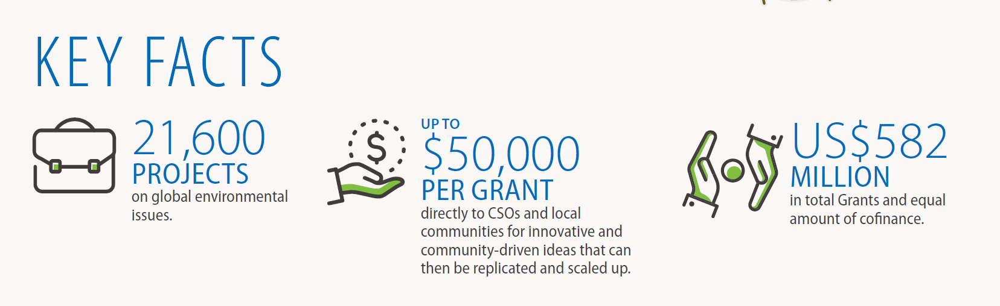 KEY FACTS
21,600
PROJECTS
on global environmental
issues.
UP TO
$50,000
PER GRANT
directly to CSOs and local
communities for innovative and
community-driven ideas that can
then be replicated and scaled up.
US$582
MILLION
in total Grants and equal
amount of cofinance.